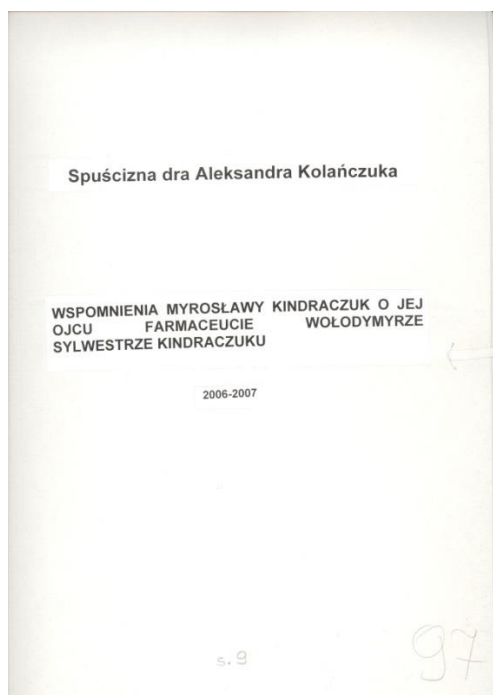 Spuścizna dra Aleksandra Kolańczuka
WSPOMNIENIA MYROSŁAWY KINDRACZUK O JEJ
OJCU FARMACEUCIE WOŁODYMYRZE
SYLWESTRZE KINDRACZUKU
2006-2007
s. 9
97